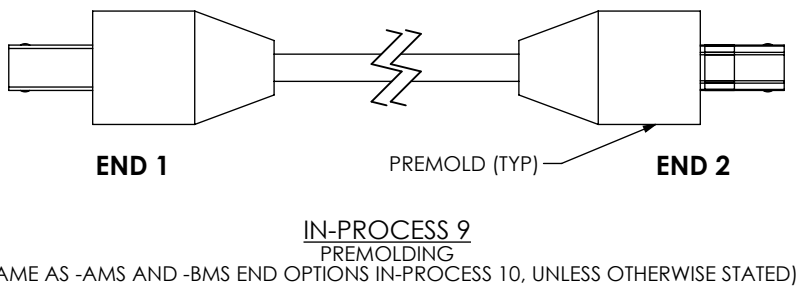 END 1
PREMOLD (TYP)
END 2
IN-PROCESS 9
PREMOLDING
AME AS -AMS AND -BMS END OPTIONS IN-PROCESS 10, UNLESS OTHERWISE STATED)